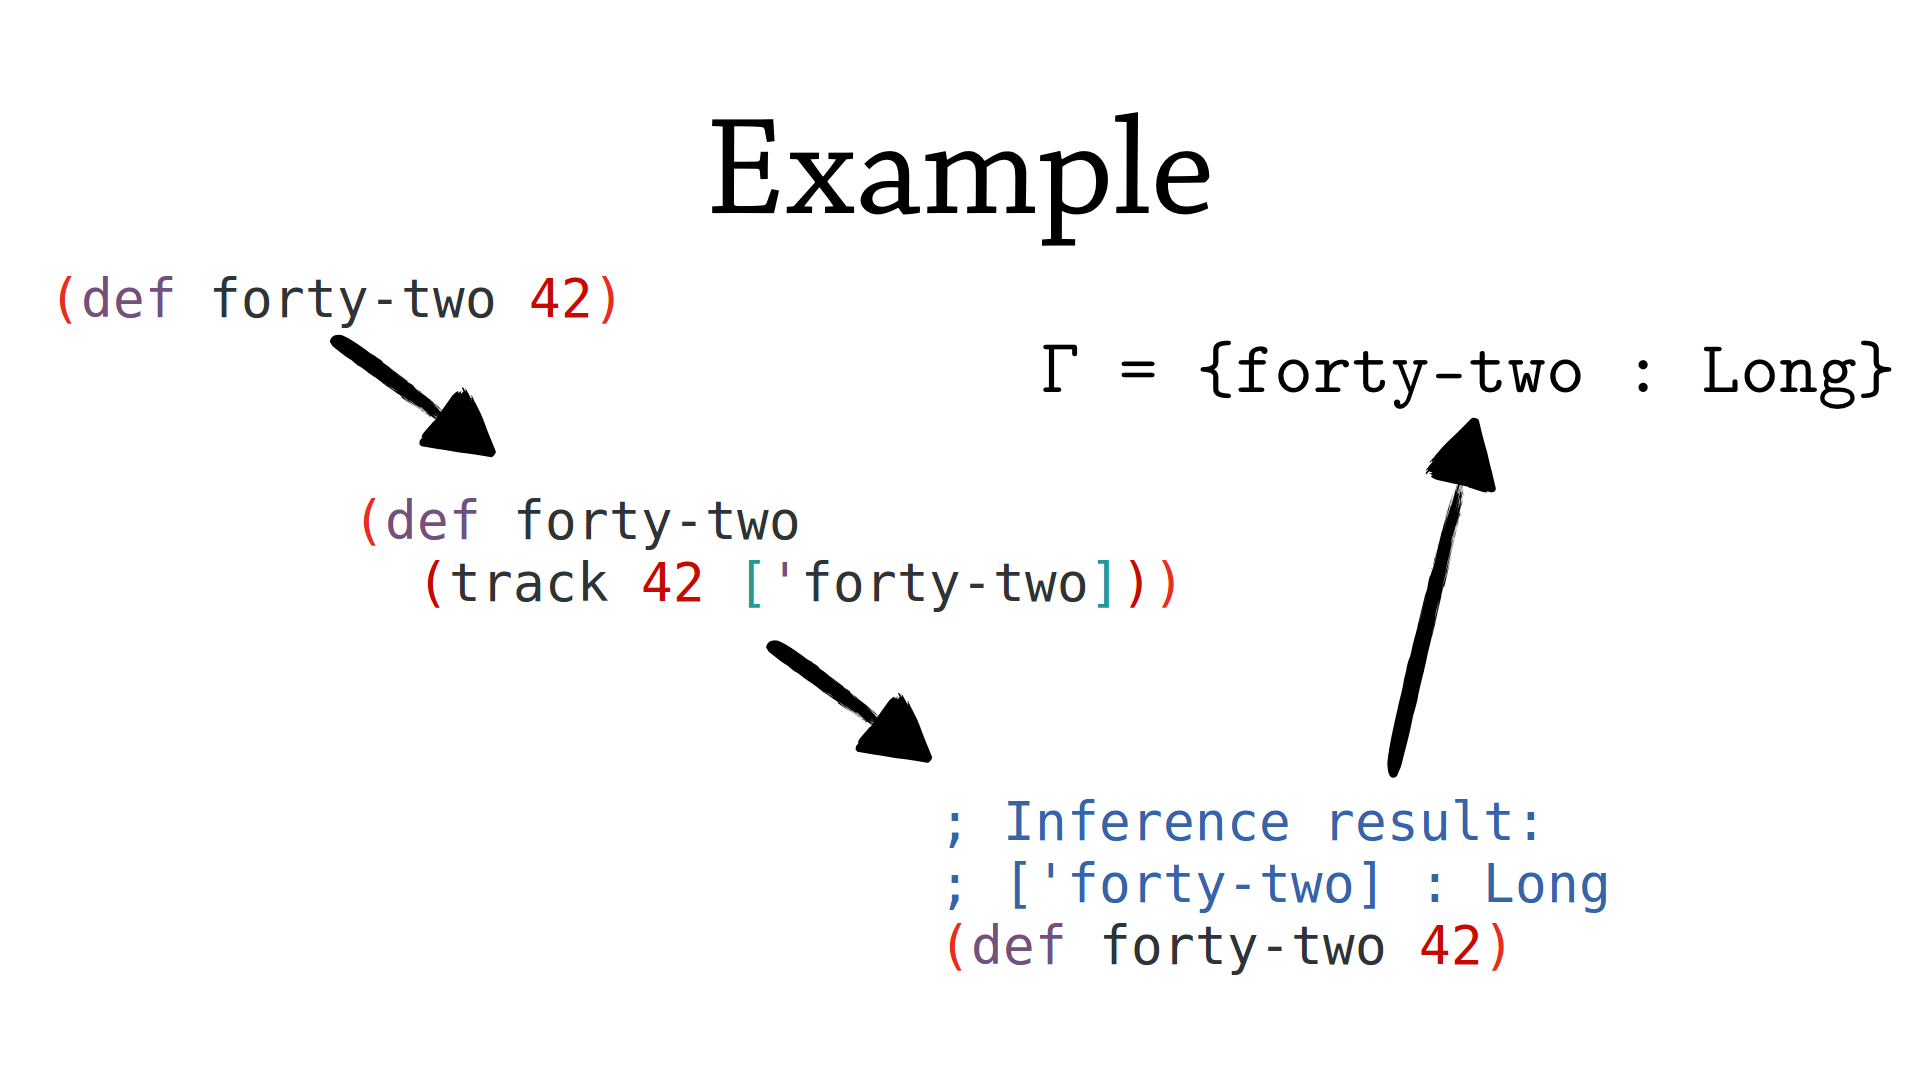 Example
(def forty-two 42)
Γ = {forty-two : Long}
(def forty-two
(track 42 ['forty-two]))
; Inference result:
; ['forty-two] : Long
(def forty-two 42)